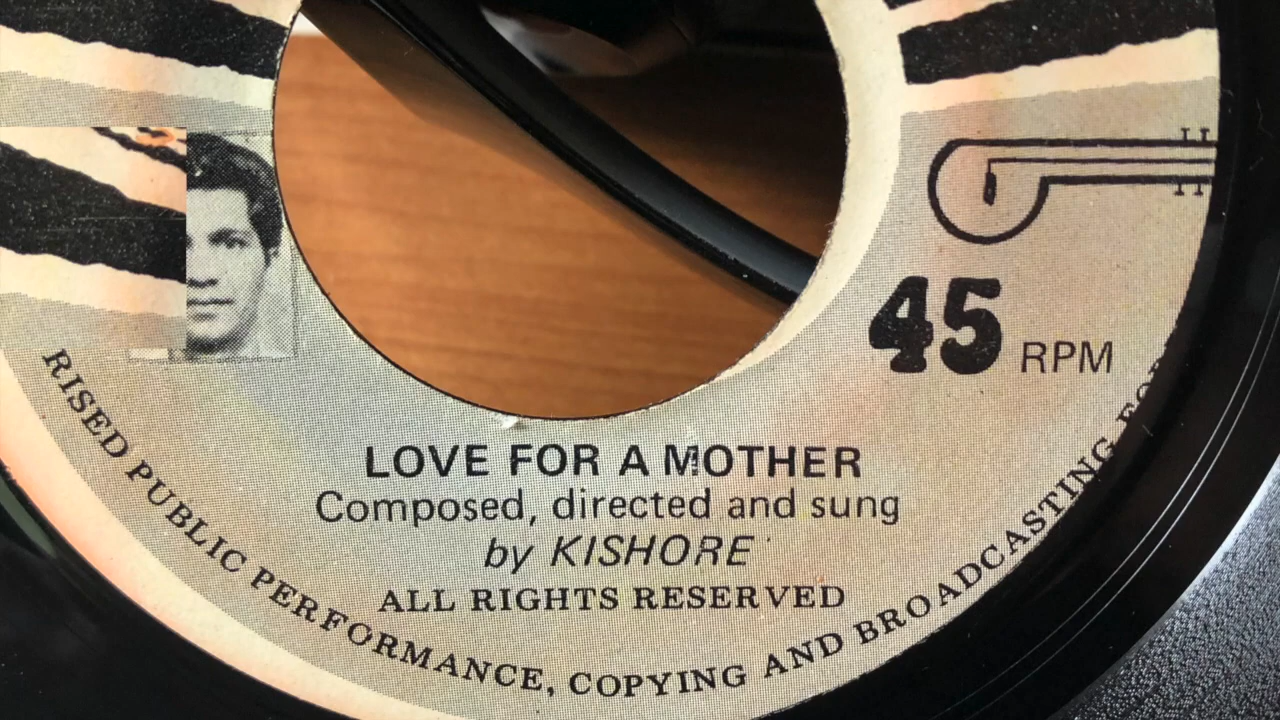 45 RPM
LOVE FOR A MOTHER
Composed, directed and sung
by KISHORE
ALL RIGHTS RESERVED
RISED PUBLIC PERFORMANCE, COPYING AND BROADCASTING FOR